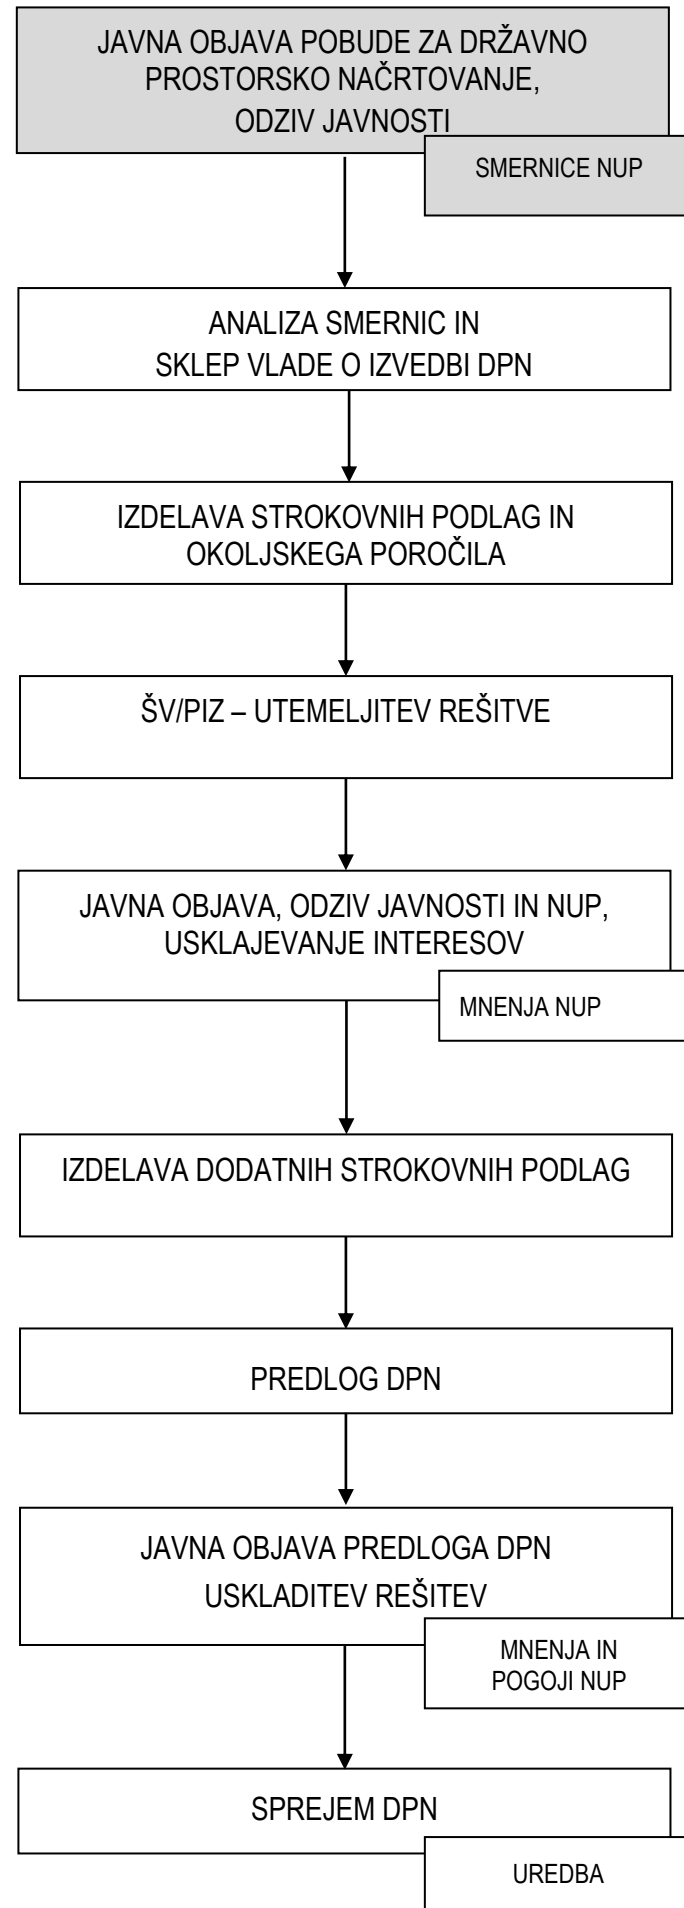 JAVNA OBJAVA POBUDE ZA DRŽAVNO
PROSTORSKO NAČRTOVANJE,
ODZIV JAVNOSTI
SMERNICE NUP
ANALIZA SMERNIC IN
SKLEP VLADE O IZVEDBI DPN
IZDELAVA STROKOVNIH PODLAG IN
OKOLJSKEGA POROČILA
ŠV/PIZ – UTEMELJITEV REŠITVE
JAVNA OBJAVA, ODZIV JAVNOSTI IN NUP,
USKLAJEVANJE INTERESOV
MNENJA NUP
IZDELAVA DODATNIH STROKOVNIH PODLAG
PREDLOG DPN
JAVNA OBJAVA PREDLOGA DPN
USKLADITEV REŠITEV
MNENJA IN
POGOJI NUP
SPREJEM DPN
UREDBA